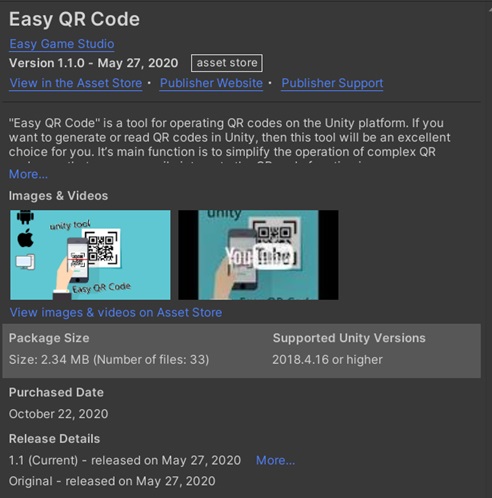 Easy QR Code
Easy Game Studio
Version 1.1.0 - May 27, 2020 asset store
View in the Asset Store • Publisher Website • Publisher Support
"Easy QR Code" is a tool for operating QR codes on the Unity platform. If you
want to generate or read QR codes in Unity, then this tool will be an excellent
choice for you. It's main function is to simplify the operation of complex QR
More...
Images & Videos
unity tool
Easy QR Code
unity
YouTube
Easy QR Code
View images & videos on Asset Store
Package Size
Size: 2.34 MB (Number of files: 33)
Supported Unity Versions
2018.4.16 or higher
Purchased Date
October 22, 2020
Release Details
1.1 (Current) - released on May 27, 2020 More...
Original - released on May 27, 2020